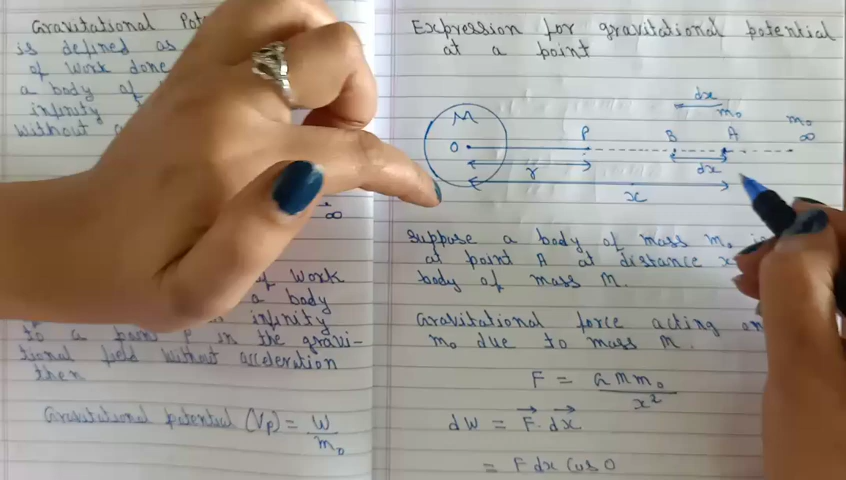 Gravitational
is defined as
of work done
a body of
infinity
without
∞
of work
a body
infinity
to a point P in the gravi-
tional field without acceleration
then
Gravitational potential (Vp) = W/m₀
Expression for gravitational potential
at a point
dx
M
m₀
m₀
O
P
B
A
∞
r
dx
x
Suppose a body of mass m₀
at point A at distance x
body of mass M.
Gravitational force acting on
m₀ due to mass M.
F = GMm₀/x²
dW = F⃗.dx⃗
= Fdx Cos 0